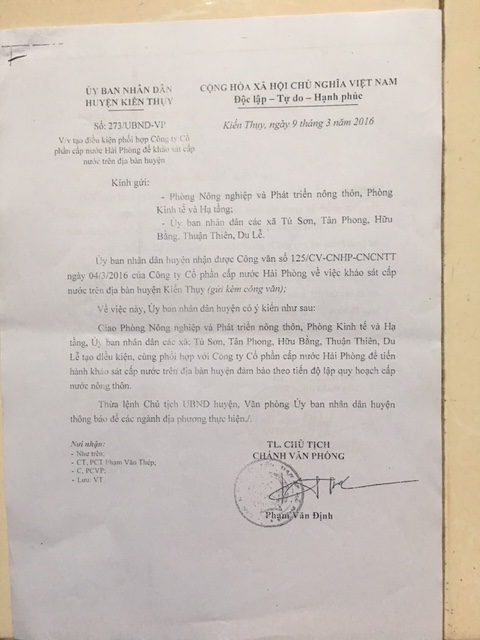 ỦY BAN NHÂN DÂN
HUYỆN KIẾN THỤY
CỘNG HÒA XÃ HỘI CHỦ NGHĨA VIỆT NAM
Độc lập – Tự do – Hạnh phúc
Số: 273/UBND-VP
V/v tạo điều kiện phối hợp Công ty Cổ
phần cấp nước Hải Phòng để khảo sát cấp
nước trên địa bàn huyện
Kiến Thụy, ngày 9 tháng 3 năm 2016
Kính gửi:
- Phòng Nông nghiệp và Phát triển nông thôn, Phòng
Kinh tế và Hạ tầng;
- Ủy ban nhân dân các xã Tú Sơn, Tân Phong, Hữu
Bằng, Thuận Thiên, Du Lễ.
Ủy ban nhân dân huyện nhận được Công văn số 125/CV-CNHP-CNCNTT
ngày 04/3/2016 của Công ty Cổ phần cấp nước Hải Phòng về việc khảo sát cấp
nước trên địa bàn huyện Kiến Thụy (gửi kèm công văn);
Về việc này, Ủy ban nhân dân huyện có ý kiến như sau:
Giao Phòng Nông nghiệp và Phát triển nông thôn, Phòng Kinh tế và Hạ
tầng, Ủy ban nhân dân các xã: Tú Sơn, Tân Phong, Hữu Bằng, Thuận Thiên, Du
Lễ tạo điều kiện, cùng phối hợp với Công ty Cổ phần cấp nước Hải Phòng để tiến
hành khảo sát cấp nước trên địa bàn huyện đảm bảo theo tiến độ lập quy hoạch cấp
nước nông thôn.
Thừa lệnh Chủ tịch UBND huyện, Văn phòng Ủy ban nhân dân huyện
thông báo để các ngành địa phương thực hiện./.
Nơi nhận:
- Như trên;
- CT, PCT Phạm Văn Thép;
- C, PCVP;
- Lưu: VT.
TL. CHỦ TỊCH
CHÁNH VĂN PHÒNG
Phạm Văn Định